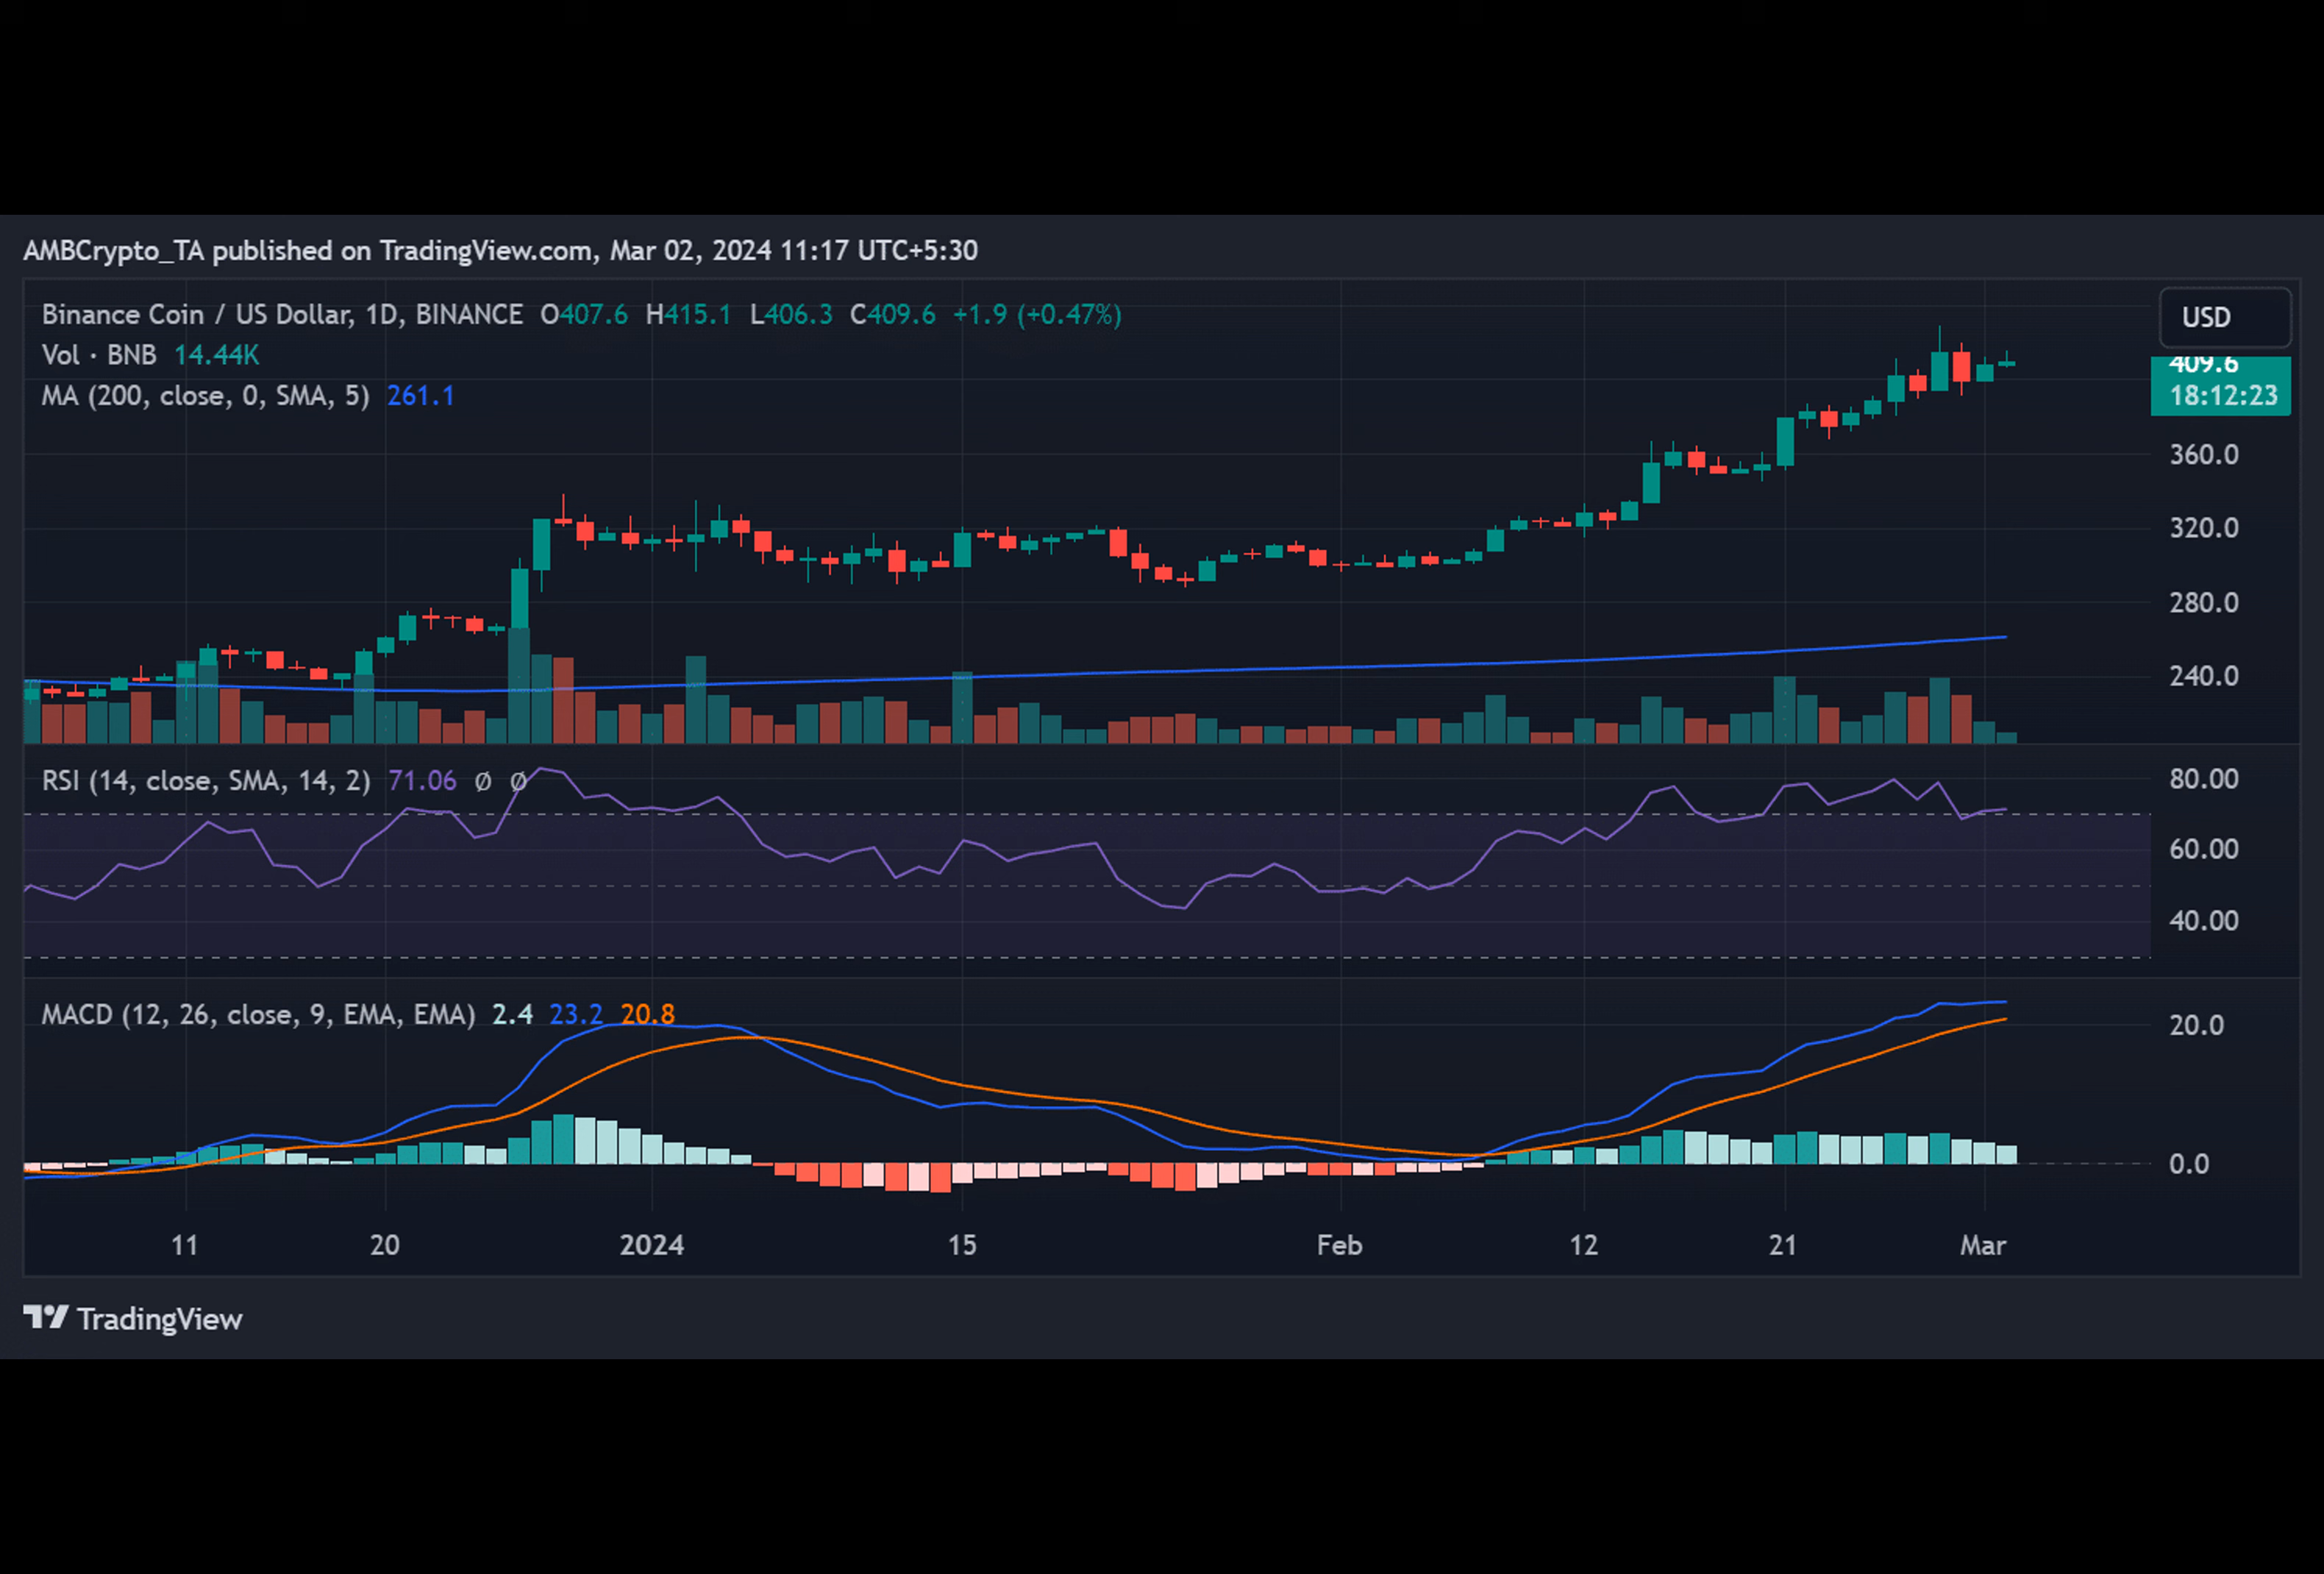 AMBCrypto_TA published on TradingView.com, Mar 02, 2024 11:17 UTC+5:30
Binance Coin / US Dollar, 1D, BINANCE O407.6 H415.1 L406.3 C409.6 +1.9 (+0.47%)
USD
Vol · BNB 14.44K
409.6
18:12:23
MA (200, close, 0, SMA, 5) 261.1
360.0
320.0
280.0
240.0
RSI (14, close, SMA, 14, 2) 71.06 Ø Ø
80.00
60.00
40.00
MACD (12, 26, close, 9, EMA, EMA) 2.4 23.2 20.8
20.0
0.0
11 20 2024 15 Feb 12 21 Mar
TradingView